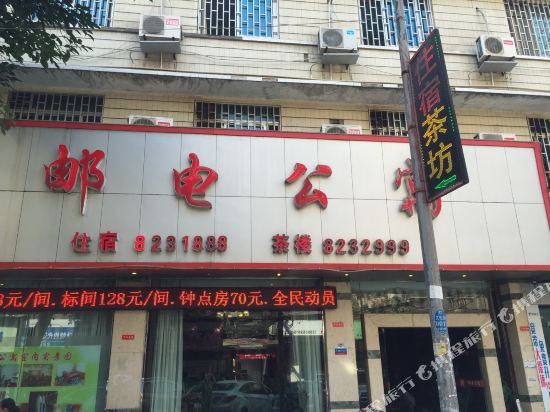 邮电公寓
住宿 8231888 茶楼 8232999
8元/间.标间128元/间.钟点房70元.全民动员
住宿茶坊
携程旅行